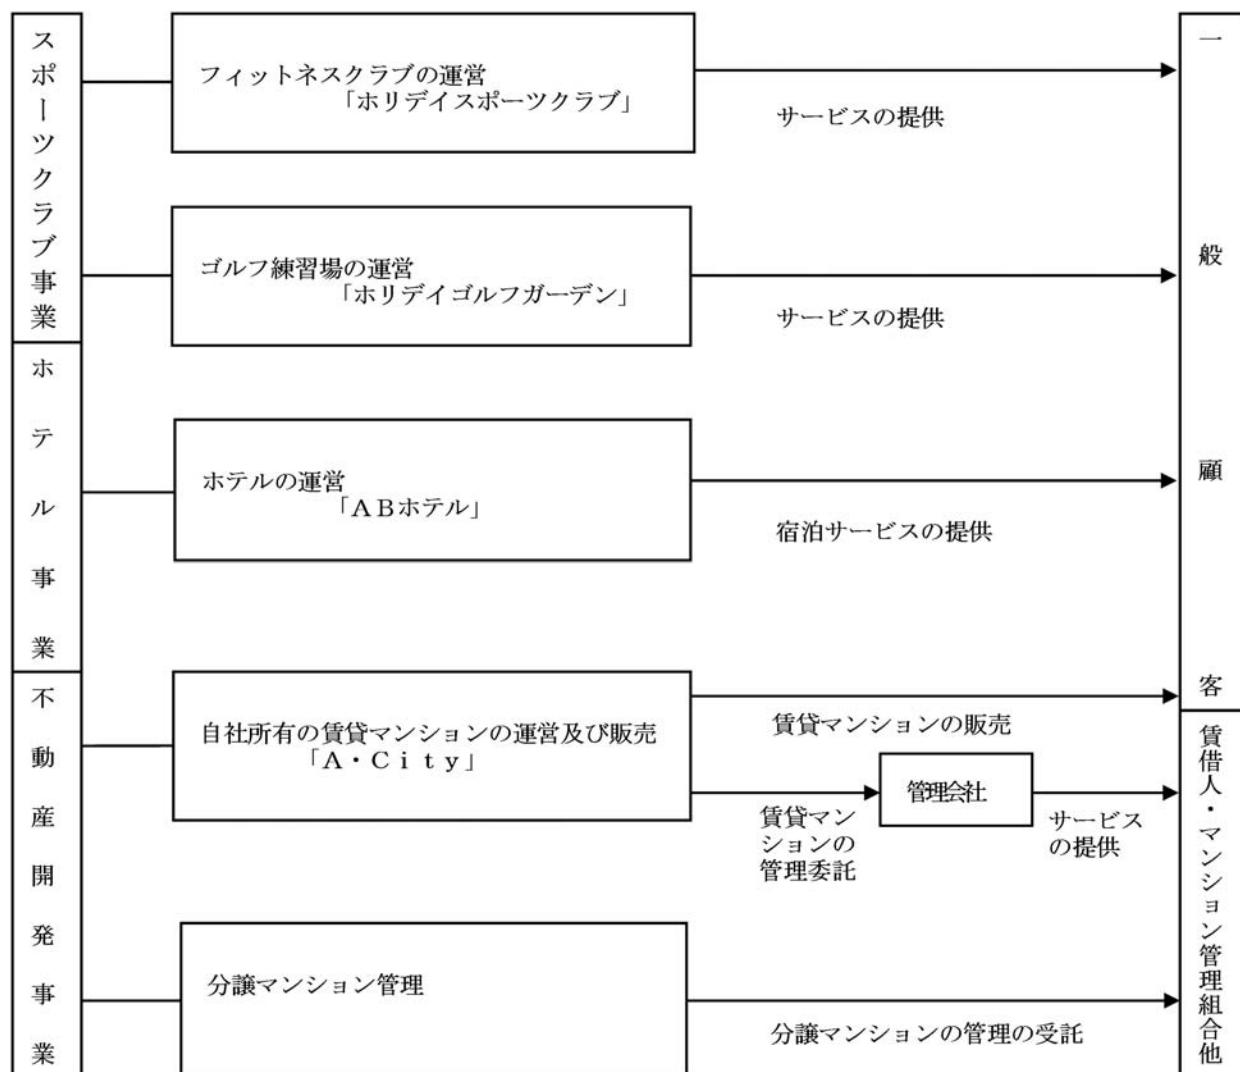 スポーツクラブ事業
フィットネスクラブの運営
「ホリデイスポーツクラブ」
サービスの提供
ゴルフ練習場の運営
「ホリデイゴルフガーデン」
サービスの提供
ホテル事業
ホテルの運営
「ＡＢホテル」
宿泊サービスの提供
不動産開発事業
自社所有の賃貸マンションの運営及び販売
「Ａ・Ｃｉｔｙ」
賃貸マンションの販売
賃貸マン
ションの
管理委託
管理会社
サービス
の提供
分譲マンション管理
分譲マンションの管理の受託
一般顧客
賃借人・マンション管理組合他